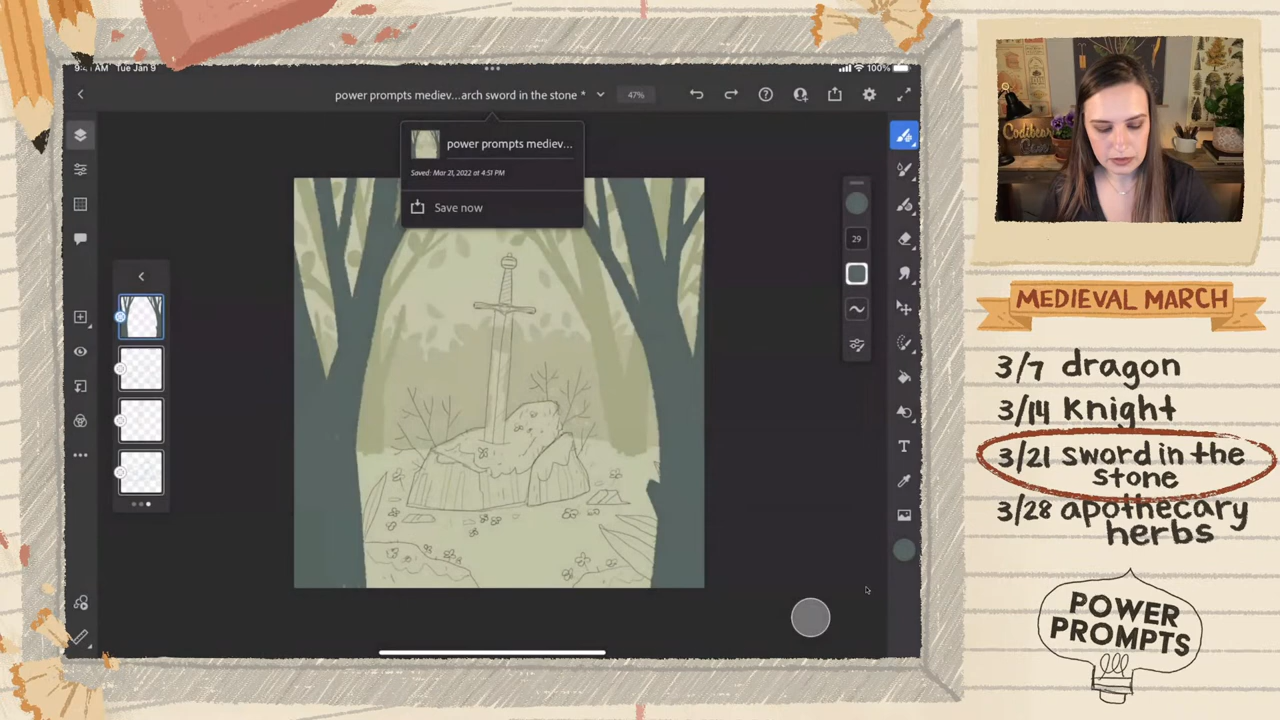 9:41 AM Tue Jan 9
100%
power prompts mediev...arch sword in the stone *
47%
power prompts mediev...
Saved: Mar 21, 2022 at 4:51 PM
Save now
29
T
Codibear
MEDIEVAL MARCH
3/7 dragon
3/14 knight
3/21 sword in the
stone
3/28 apothecary
herbs
POWER
PROMPTS